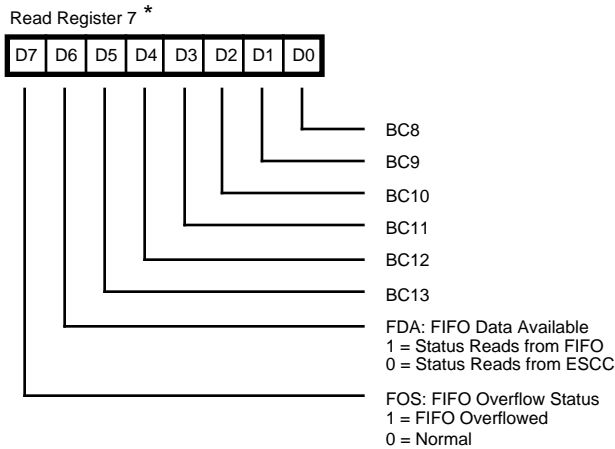 Read Register 7 *
D7 D6 D5 D4 D3 D2 D1 D0
BC8
BC9
BC10
BC11
BC12
BC13
FDA: FIFO Data Available
1 = Status Reads from FIFO
0 = Status Reads from ESCC
FOS: FIFO Overflow Status
1 = FIFO Overflowed
0 = Normal